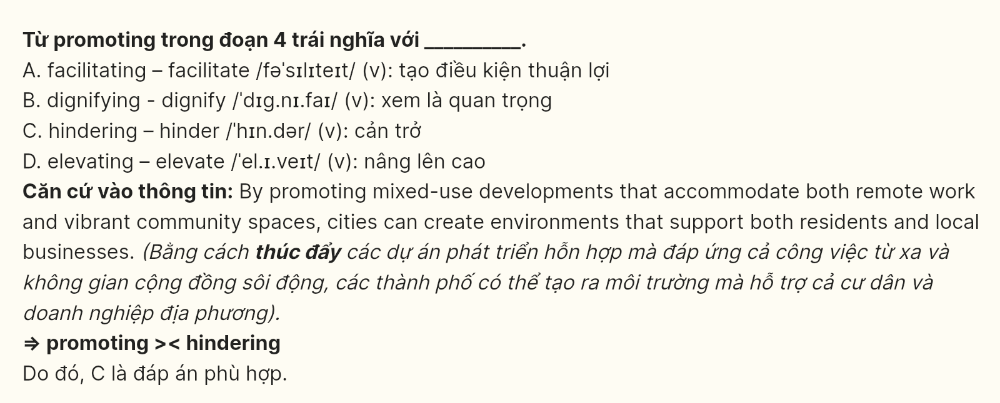 Từ promoting trong đoạn 4 trái nghĩa với __________.
A. facilitating – facilitate /fəˈsɪlɪteɪt/ (v): tạo điều kiện thuận lợi
B. dignifying - dignify /ˈdɪg.nɪ.faɪ/ (v): xem là quan trọng
C. hindering – hinder /ˈhɪn.dər/ (v): cản trở
D. elevating – elevate /ˈel.ɪ.veɪt/ (v): nâng lên cao
Căn cứ vào thông tin: By promoting mixed-use developments that accommodate both remote work
and vibrant community spaces, cities can create environments that support both residents and local
businesses. (Bằng cách thúc đẩy các dự án phát triển hỗn hợp mà đáp ứng cả công việc từ xa và
không gian cộng đồng sôi động, các thành phố có thể tạo ra môi trường mà hỗ trợ cả cư dân và
doanh nghiệp địa phương).
⇒ promoting >< hindering
Do đó, C là đáp án phù hợp.